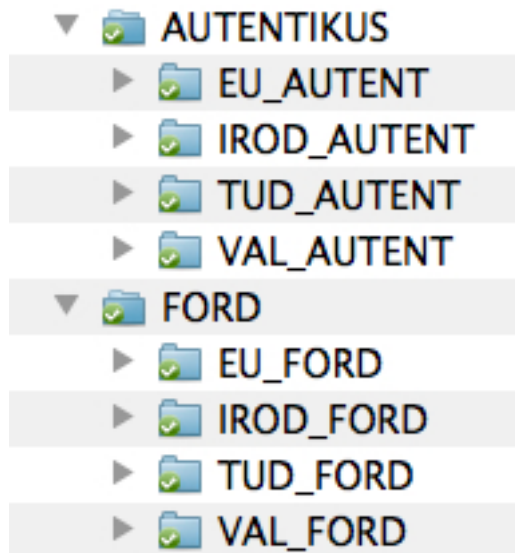 AUTENTIKUS
EU_AUTENT
IROD_AUTENT
TUD_AUTENT
VAL_AUTENT
FORD
EU_FORD
IROD_FORD
TUD_FORD
VAL_FORD